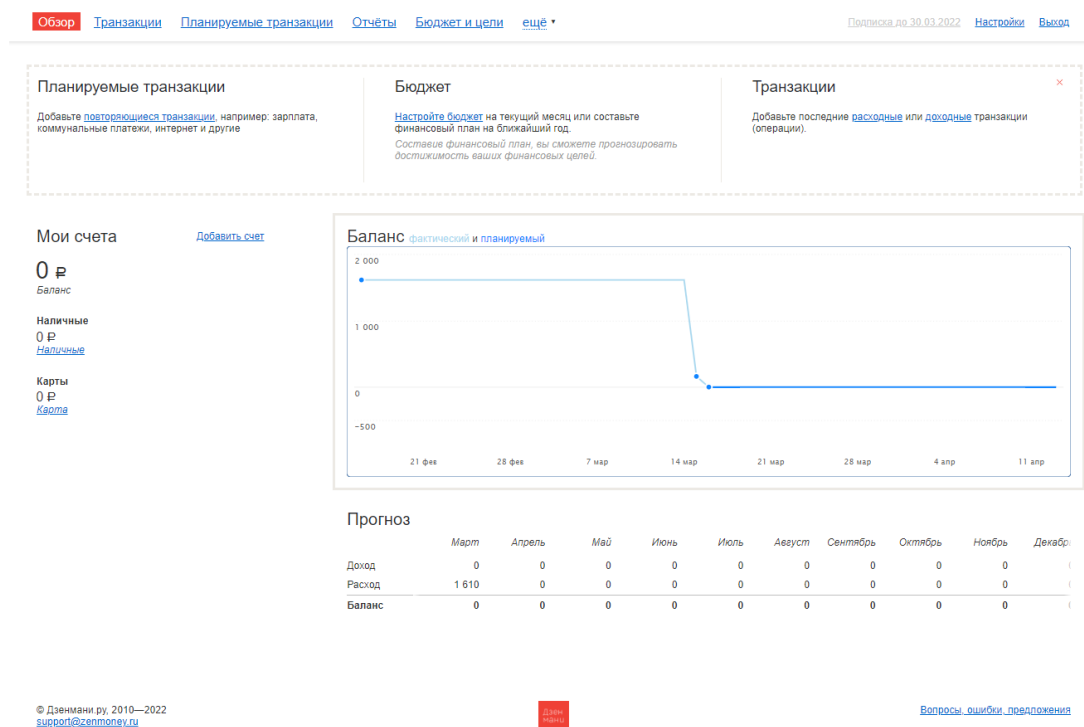 Обзор Транзакции Планируемые транзакции Отчёты Бюджет и цели ещё Подписка до 30.03.2022 Настройки Выход
Планируемые транзакции
Добавьте повторяющиеся транзакции, например: зарплата,
коммунальные платежи, интернет и другие
Бюджет
Настройте бюджет на текущий месяц или составьте
финансовый план на ближайший год.
Составив финансовый план, вы сможете прогнозировать
достижимость ваших финансовых целей.
Транзакции ×
Добавьте последние расходные или доходные транзакции
(операции).
Мои счета Добавить счет
0 ₽
Баланс
Наличные
0 ₽
Наличные
Карты
0 ₽
Карта
Баланс фактический и планируемый
2 000
1 000
0
-500
21 фев 28 фев 7 мар 14 мар 21 мар 28 мар 4 апр 11 апр
Прогноз
Март Апрель Май Июнь Июль Август Сентябрь Октябрь Ноябрь Декабр
Доход 0 0 0 0 0 0 0 0 0
Расход 1 610 0 0 0 0 0 0 0 0
Баланс 0 0 0 0 0 0 0 0 0
© Дзенмани.ру, 2010—2022
support@zenmoney.ru
Дзен
мани
Вопросы, ошибки, предложения